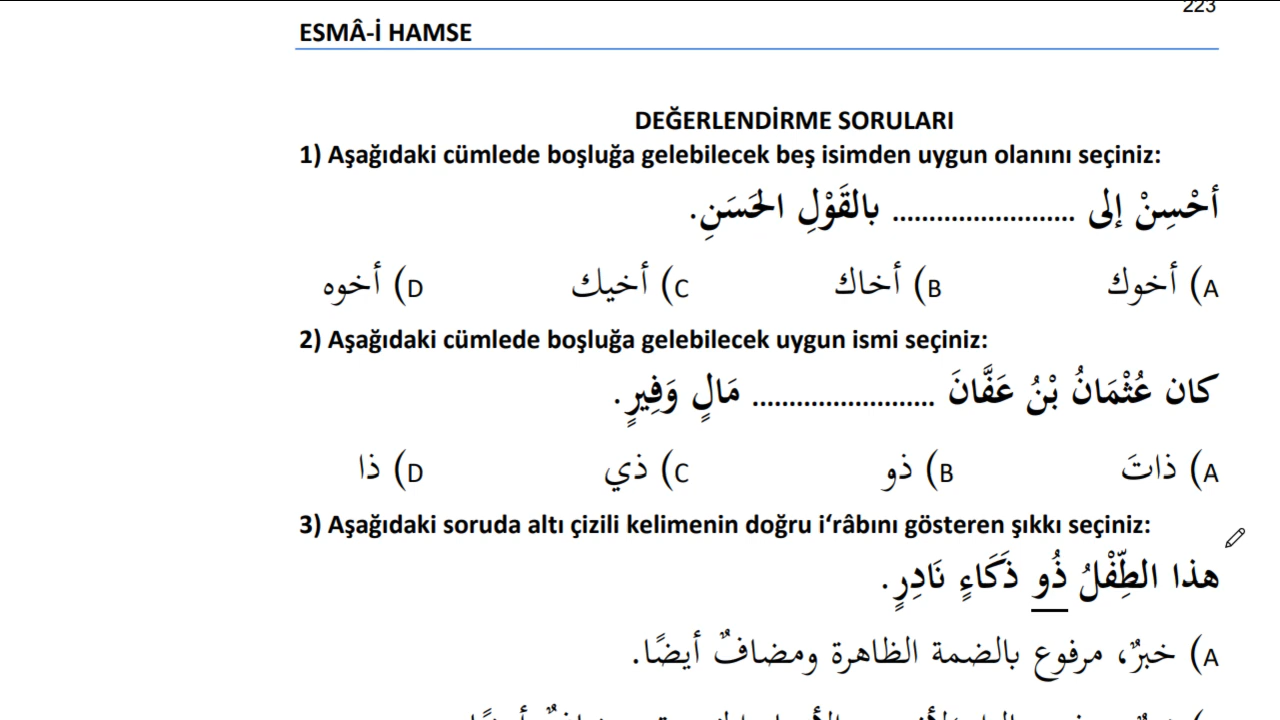 223
ESMÂ-İ HAMSE
DEĞERLENDİRME SORULARI
1) Aşağıdaki cümlede boşluğa gelebilecek beş isimden uygun olanını seçiniz:
أحْسِنْ إلى ......................... بالقَوْلِ الحَسَنِ.
A) أخوك B) أخاك C) أخيك D) أخوه
2) Aşağıdaki cümlede boşluğa gelebilecek uygun ismi seçiniz:
كان عُثْمَانُ بْنُ عَفَّانَ ......................... مَالٍ وَفِيرٍ.
A) ذاتَ B) ذو C) ذي D) ذا
3) Aşağıdaki soruda altı çizili kelimenin doğru i‘râbını gösteren şıkkı seçiniz:
هذا الطِّفْلُ ذُو ذَكَاءٍ نَادِرٍ.
A) خبرٌ، مرفوع بالضمة الظاهرة ومضافٌ أيضًا.